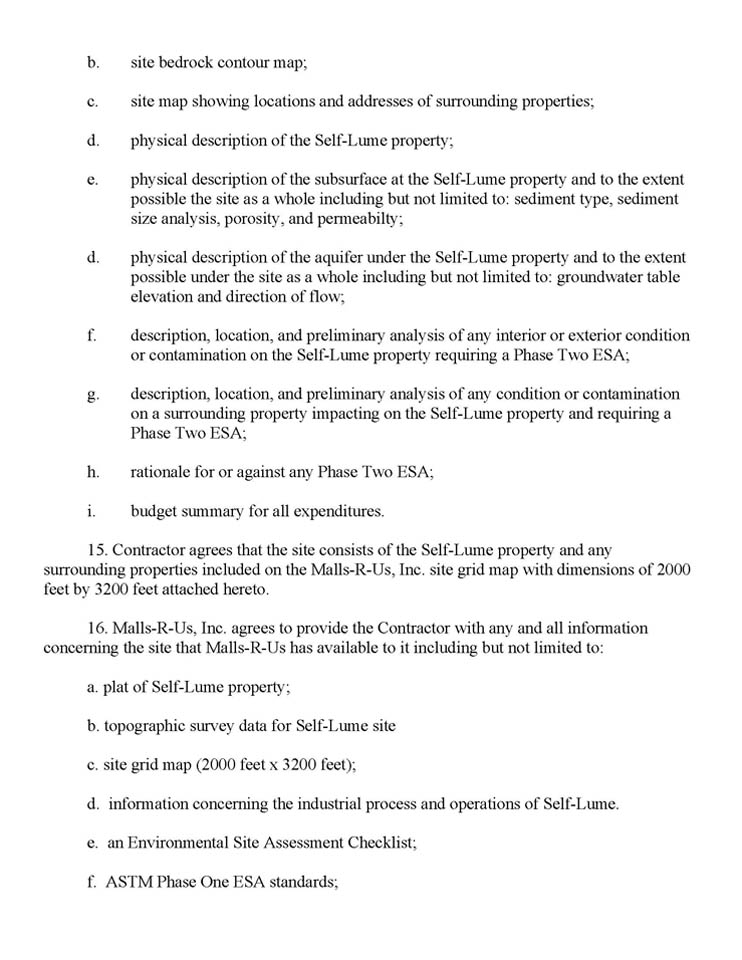 b. site bedrock contour map;
c. site map showing locations and addresses of surrounding properties;
d. physical description of the Self-Lume property;
e. physical description of the subsurface at the Self-Lume property and to the extent
possible the site as a whole including but not limited to: sediment type, sediment
size analysis, porosity, and permeabilty;
d. physical description of the aquifer under the Self-Lume property and to the extent
possible under the site as a whole including but not limited to: groundwater table
elevation and direction of flow;
f. description, location, and preliminary analysis of any interior or exterior condition
or contamination on the Self-Lume property requiring a Phase Two ESA;
g. description, location, and preliminary analysis of any condition or contamination
on a surrounding property impacting on the Self-Lume property and requiring a
Phase Two ESA;
h. rationale for or against any Phase Two ESA;
i. budget summary for all expenditures.
15. Contractor agrees that the site consists of the Self-Lume property and any
surrounding properties included on the Malls-R-Us, Inc. site grid map with dimensions of 2000
feet by 3200 feet attached hereto.
16. Malls-R-Us, Inc. agrees to provide the Contractor with any and all information
concerning the site that Malls-R-Us has available to it including but not limited to:
a. plat of Self-Lume property;
b. topographic survey data for Self-Lume site
c. site grid map (2000 feet x 3200 feet);
d. information concerning the industrial process and operations of Self-Lume.
e. an Environmental Site Assessment Checklist;
f. ASTM Phase One ESA standards;